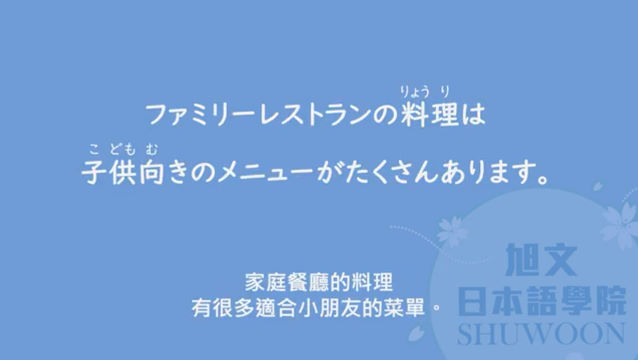 りょう り
ファミリーレストランの料理は
こ ども む
子供向きのメニューがたくさんあります。
家庭餐廳的料理
有很多適合小朋友的菜單。
旭文
日本語學院
SHUWOON